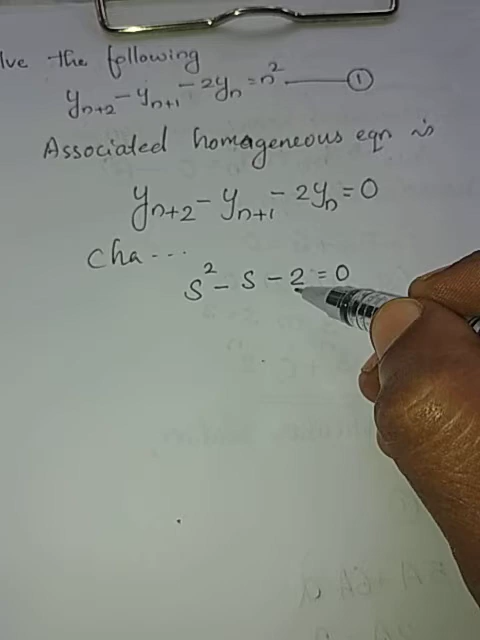 lve the following
yₙ₊₂ - yₙ₊₁ - 2yₙ = n² —— ①
Associated homogeneous eqn is
yₙ₊₂ - yₙ₊₁ - 2yₙ = 0
Cha...
s² - s - 2 = 0